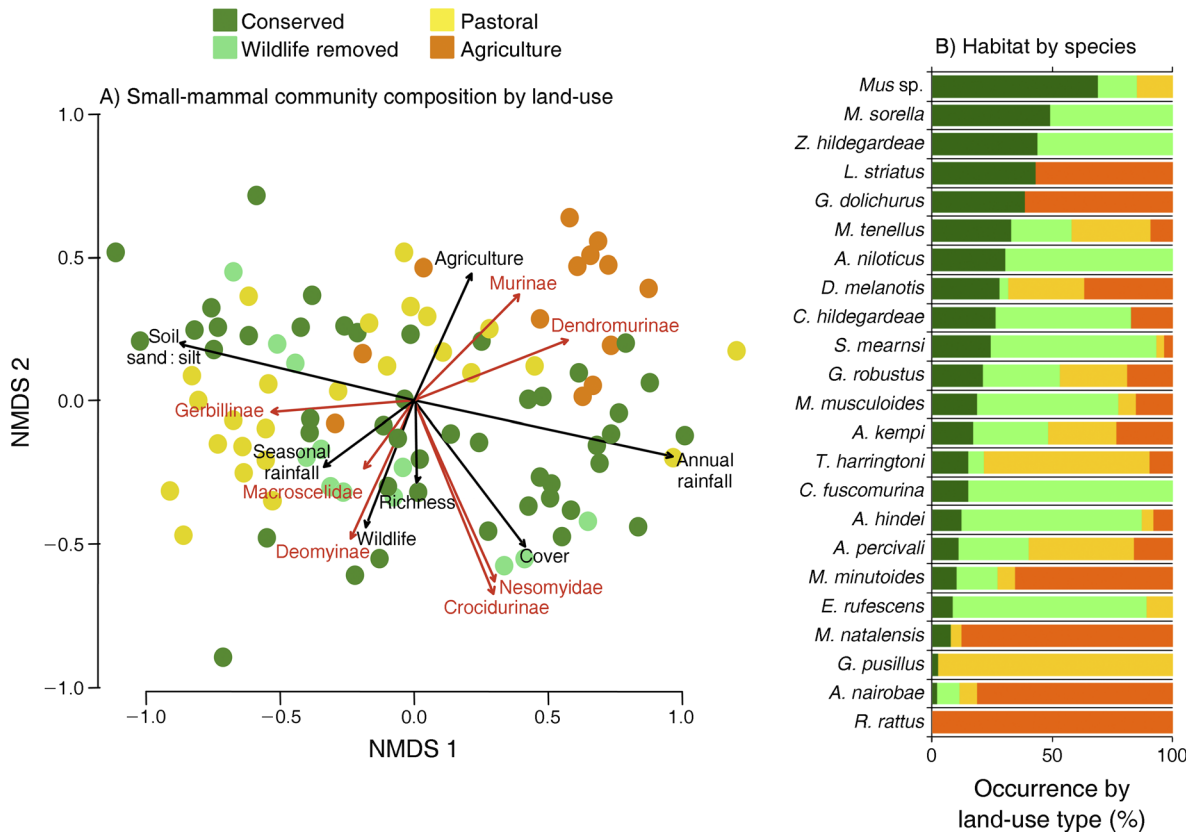 Conserved
Pastoral
Wildlife removed
Agriculture
A) Small-mammal community composition by land-use
1.0
0.5
0.0
−0.5
−1.0
NMDS 2
Agriculture
Murinae
Dendromurinae
Soil
sand : silt
Gerbillinae
Seasonal
rainfall
Macroscelidae
Richness
Annual
rainfall
Wildlife
Deomyinae
Cover
Nesomyidae
Crocidurinae
−1.0
−0.5
0.0
0.5
1.0
NMDS 1
B) Habitat by species
Mus sp.
M. sorella
Z. hildegardeae
L. striatus
G. dolichurus
M. tenellus
A. niloticus
D. melanotis
C. hildegardeae
S. mearnsi
G. robustus
M. musculoides
A. kempi
T. harringtoni
C. fuscomurina
A. hindei
A. percivali
M. minutoides
E. rufescens
M. natalensis
G. pusillus
A. nairobae
R. rattus
0
50
100
Occurrence by
land-use type (%)